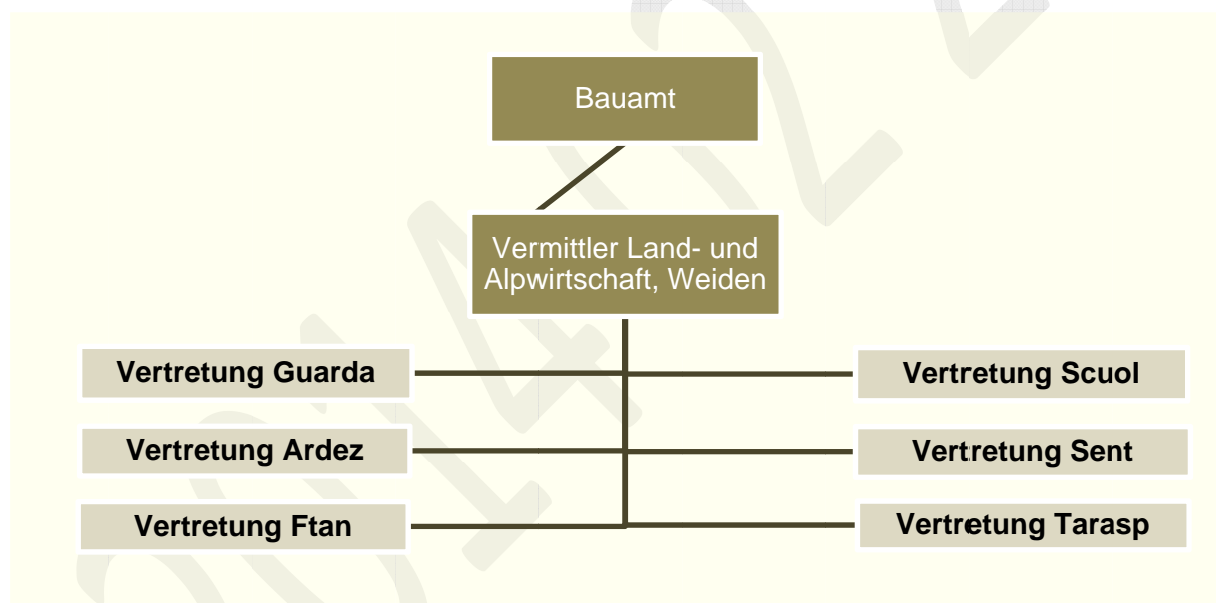 Bauamt
Vermittler Land- und
Alpwirtschaft, Weiden
Vertretung Guarda
Vertretung Scuol
Vertretung Ardez
Vertretung Sent
Vertretung Ftan
Vertretung Tarasp